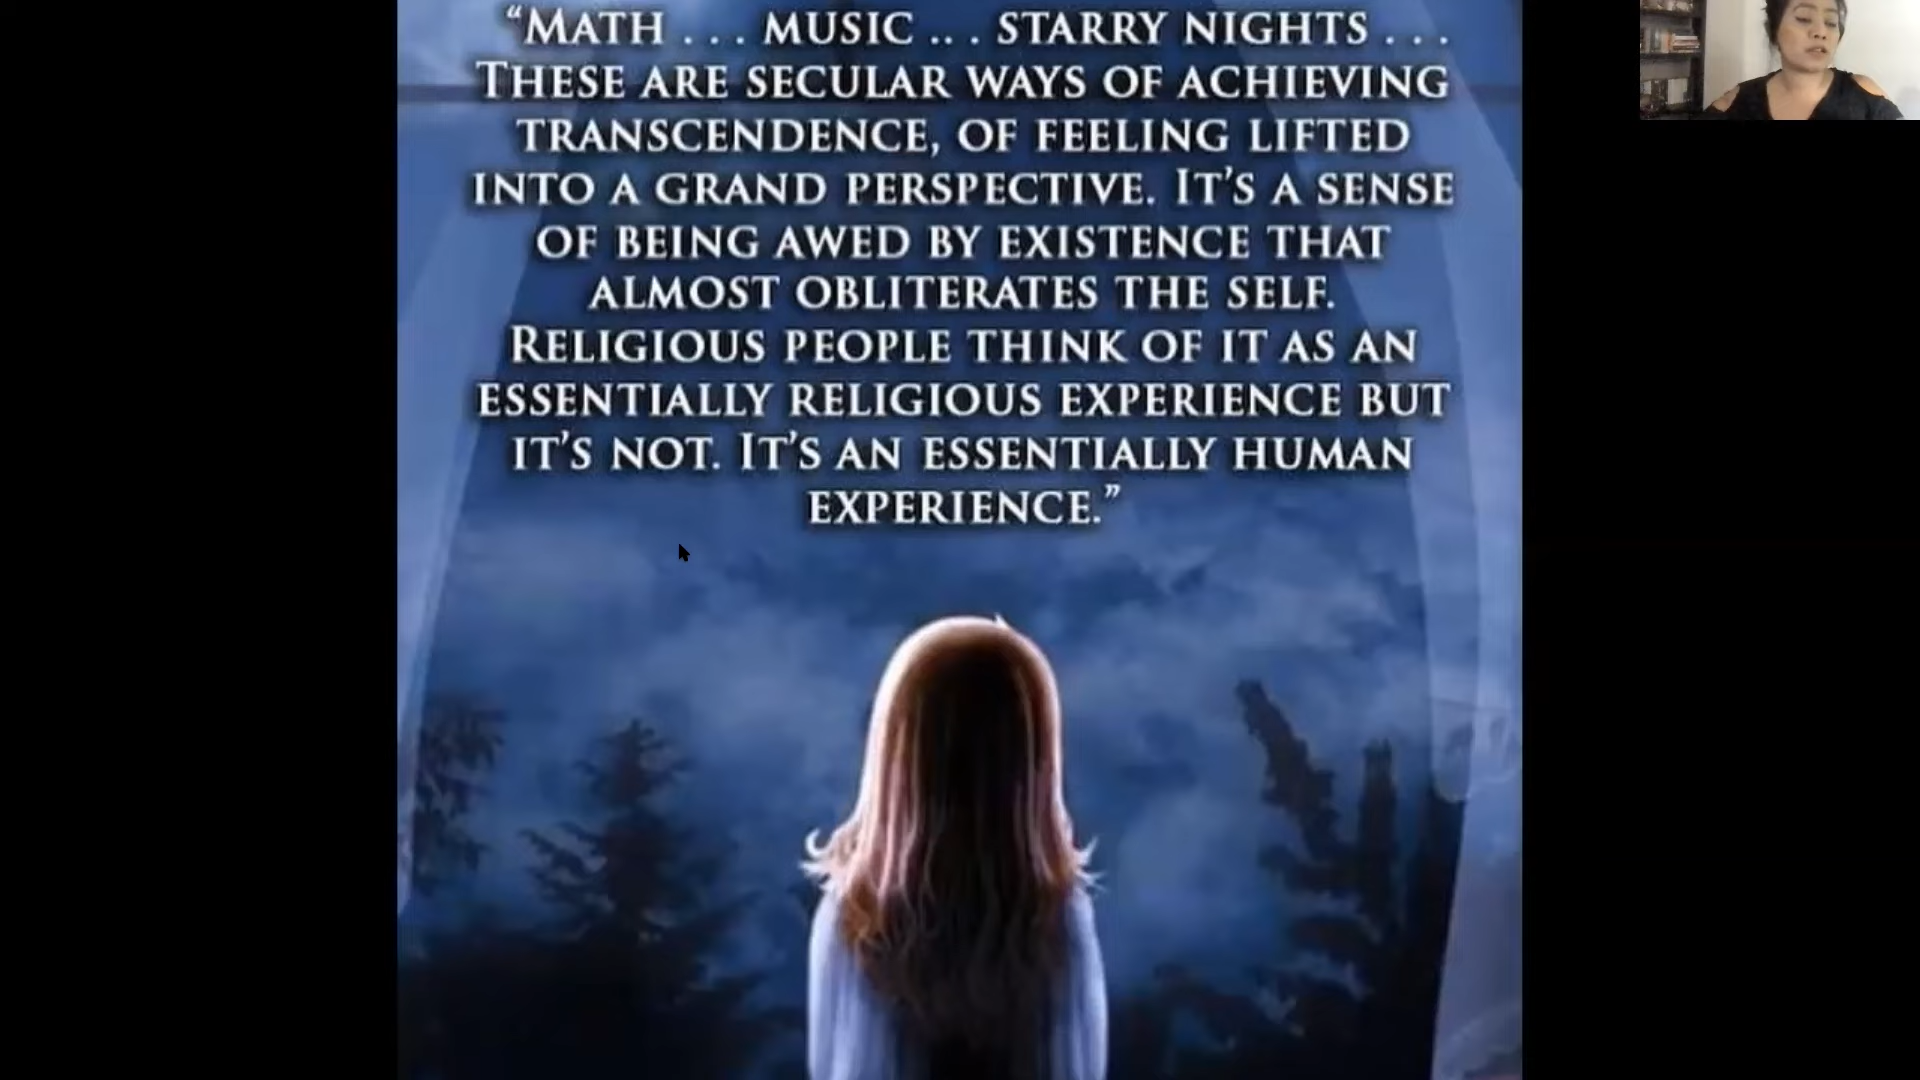 “MATH . . . MUSIC .. . STARRY NIGHTS . . .
THESE ARE SECULAR WAYS OF ACHIEVING
TRANSCENDENCE, OF FEELING LIFTED
INTO A GRAND PERSPECTIVE. IT’S A SENSE
OF BEING AWED BY EXISTENCE THAT
ALMOST OBLITERATES THE SELF.
RELIGIOUS PEOPLE THINK OF IT AS AN
ESSENTIALLY RELIGIOUS EXPERIENCE BUT
IT’S NOT. IT’S AN ESSENTIALLY HUMAN
EXPERIENCE.”